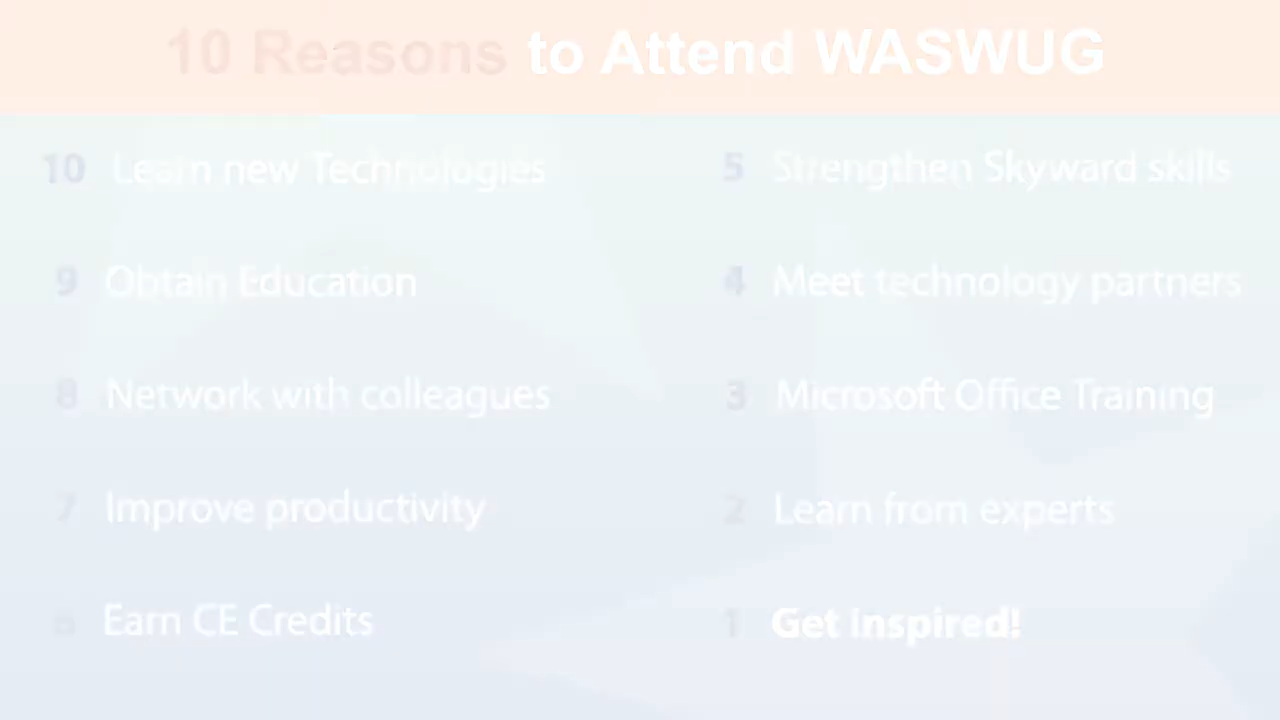 10 Reasons to Attend WASWUG
10 Learn new Technologies
9 Obtain Education
8 Network with colleagues
7 Improve productivity
6 Earn CE Credits
5 Strengthen Skyward skills
4 Meet technology partners
3 Microsoft Office Training
2 Learn from experts
1 Get Inspired!